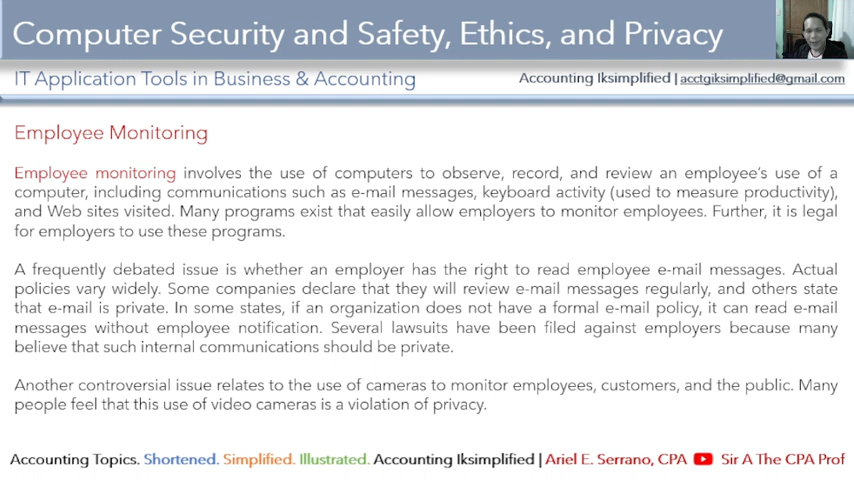 Computer Security and Safety, Ethics, and Privacy
IT Application Tools in Business & Accounting
Accounting Iksimplified | acctgiksimplified@gmail.com
Employee Monitoring
Employee monitoring involves the use of computers to observe, record, and review an employee's use of a
computer, including communications such as e-mail messages, keyboard activity (used to measure productivity),
and Web sites visited. Many programs exist that easily allow employers to monitor employees. Further, it is legal
for employers to use these programs.
A frequently debated issue is whether an employer has the right to read employee e-mail messages. Actual
policies vary widely. Some companies declare that they will review e-mail messages regularly, and others state
that e-mail is private. In some states, if an organization does not have a formal e-mail policy, it can read e-mail
messages without employee notification. Several lawsuits have been filed against employers because many
believe that such internal communications should be private.
Another controversial issue relates to the use of cameras to monitor employees, customers, and the public. Many
people feel that this use of video cameras is a violation of privacy.
Accounting Topics. Shortened. Simplified. Illustrated. Accounting Iksimplified | Ariel E. Serrano, CPA Sir A The CPA Prof